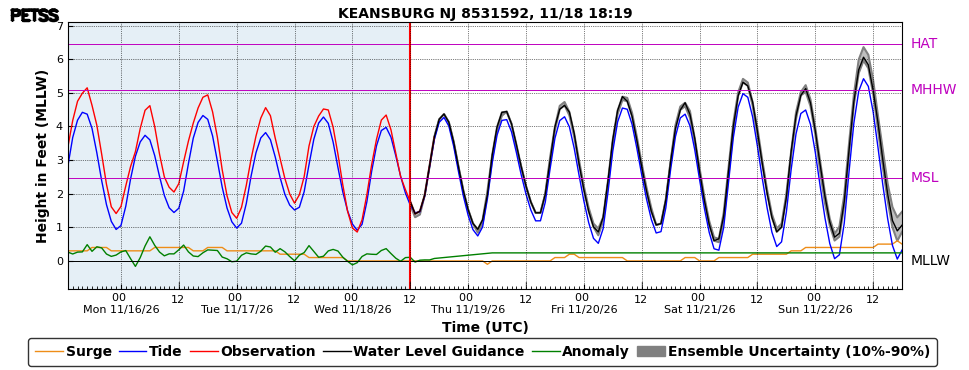 PETSS
KEANSBURG NJ 8531592, 11/18 18:19
Height in Feet (MLLW)
7
6
5
4
3
2
1
0
HAT
MHHW
MSL
MLLW
00 12 00 12 00 12 00 12 00 12 00 12 00 12
Mon 11/16/26 Tue 11/17/26 Wed 11/18/26 Thu 11/19/26 Fri 11/20/26 Sat 11/21/26 Sun 11/22/26
Time (UTC)
Surge Tide Observation Water Level Guidance Anomaly Ensemble Uncertainty (10%-90%)